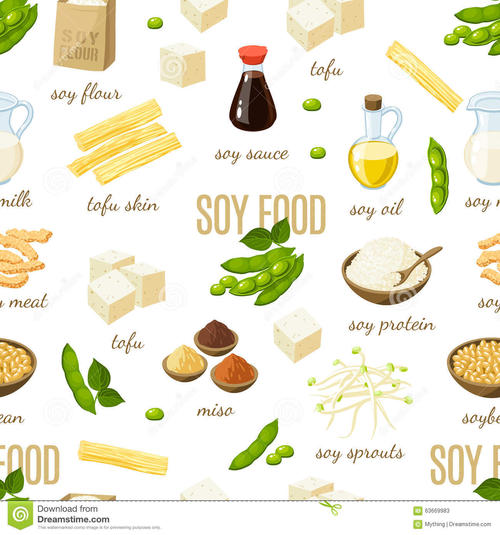 SOY
FLOUR
soy flour
tofu
soy sauce
milk
tofu skin
soy oil
soy m
SOY FOOD
y meat
tofu
soy protein
soy
miso
ean
soybe
soy sprouts
FOOD
SOY F
Download from
Dreamstime.com
This watermarked comp image is for previewing purposes only.
63669983
Mything | Dreamstime.com